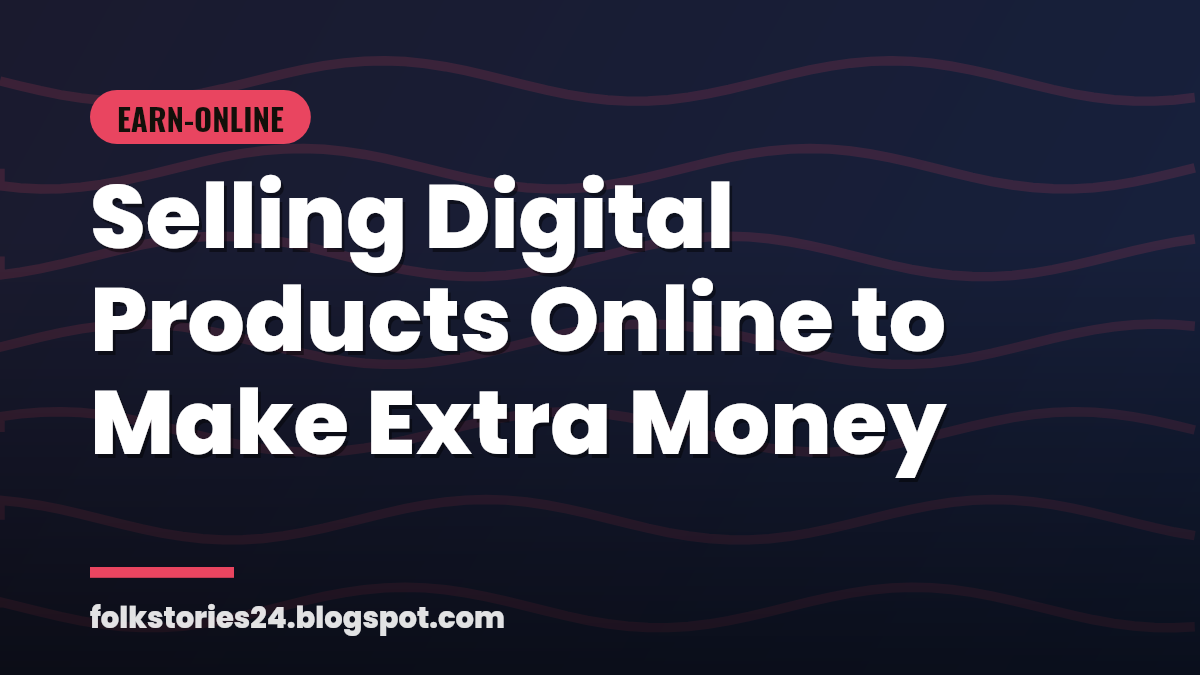 EARN-ONLINE
Selling Digital
Products Online to
Make Extra Money
folkstories24.blogspot.com